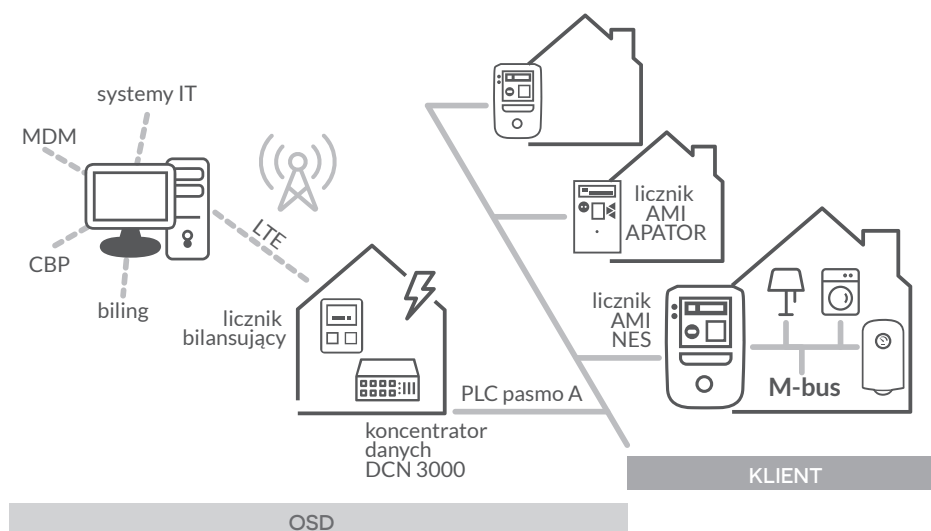 systemy IT
MDM
CBP
biling
LTE
licznik
bilansujący
koncentrator
danych
DCN 3000
PLC pasmo A
licznik
AMI
APATOR
licznik
AMI
NES
M-bus
KLIENT
OSD